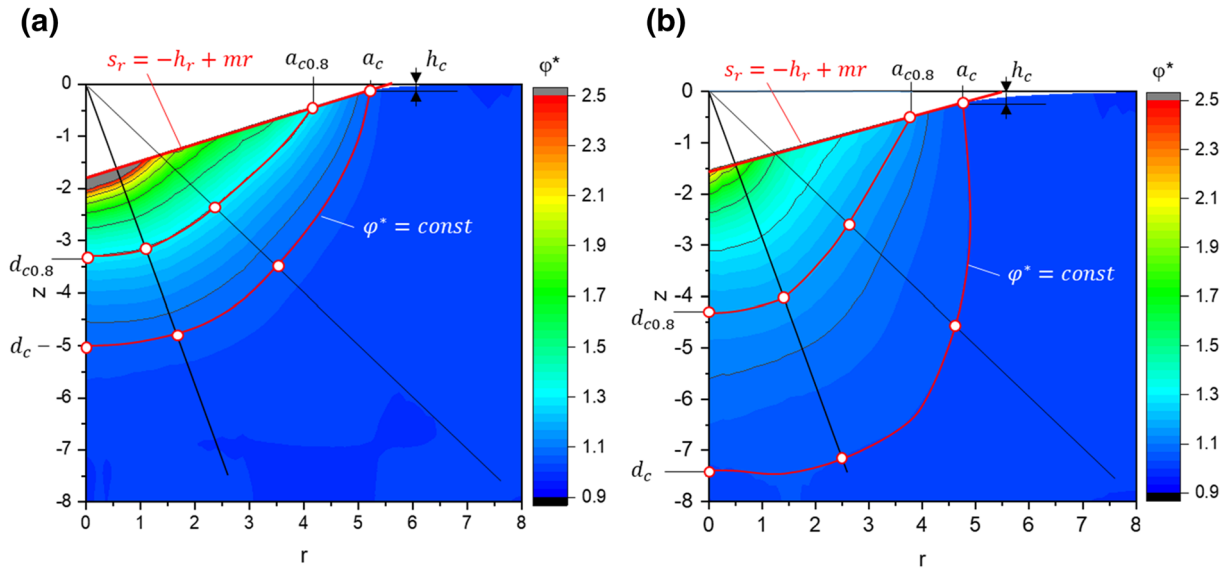 (a)
s_r = −h_r + mr
a_c0.8
a_c
h_c
φ*
0
-1
-2
-3
d_c0.8
z
-4
d_c
-5
-6
-7
-8
φ* = const
0
1
2
3
4
5
6
7
8
r
2.5
2.3
2.1
1.9
1.7
1.5
1.3
1.1
0.9
(b)
s_r = −h_r + mr
a_c0.8
a_c
h_c
φ*
0
-1
-2
-3
z
-4
d_c0.8
-5
-6
-7
d_c
-8
φ* = const
0
1
2
3
4
5
6
7
8
r
2.5
2.3
2.1
1.9
1.7
1.5
1.3
1.1
0.9